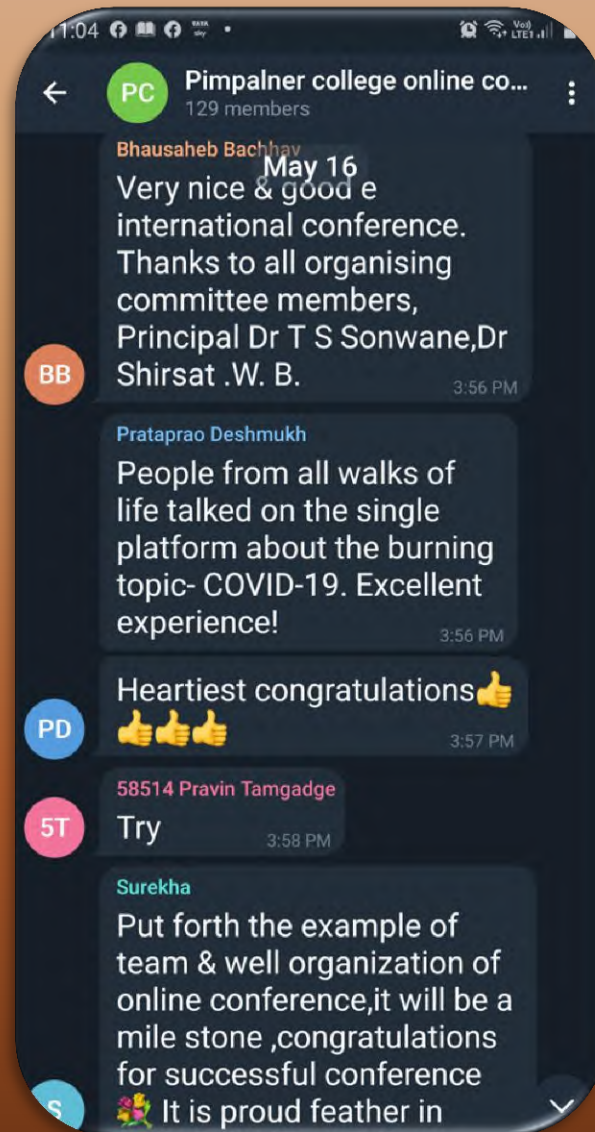 11:04
Vo))
LTE1
TATA
sky
PC
Pimpalner college online co...
129 members
Bhausaheb Bachhav
May 16
Very nice & good e
international conference.
Thanks to all organising
committee members,
Principal Dr T S Sonwane,Dr
Shirsat .W. B.
3:56 PM
BB
Prataprao Deshmukh
People from all walks of
life talked on the single
platform about the burning
topic- COVID-19. Excellent
experience!
3:56 PM
Heartiest congratulations👍
👍👍👍
3:57 PM
PD
58514 Pravin Tamgadge
5T
Try
3:58 PM
Surekha
Put forth the example of
team & well organization of
online conference,it will be a
mile stone ,congratulations
for successful conference
💐 It is proud feather in
S